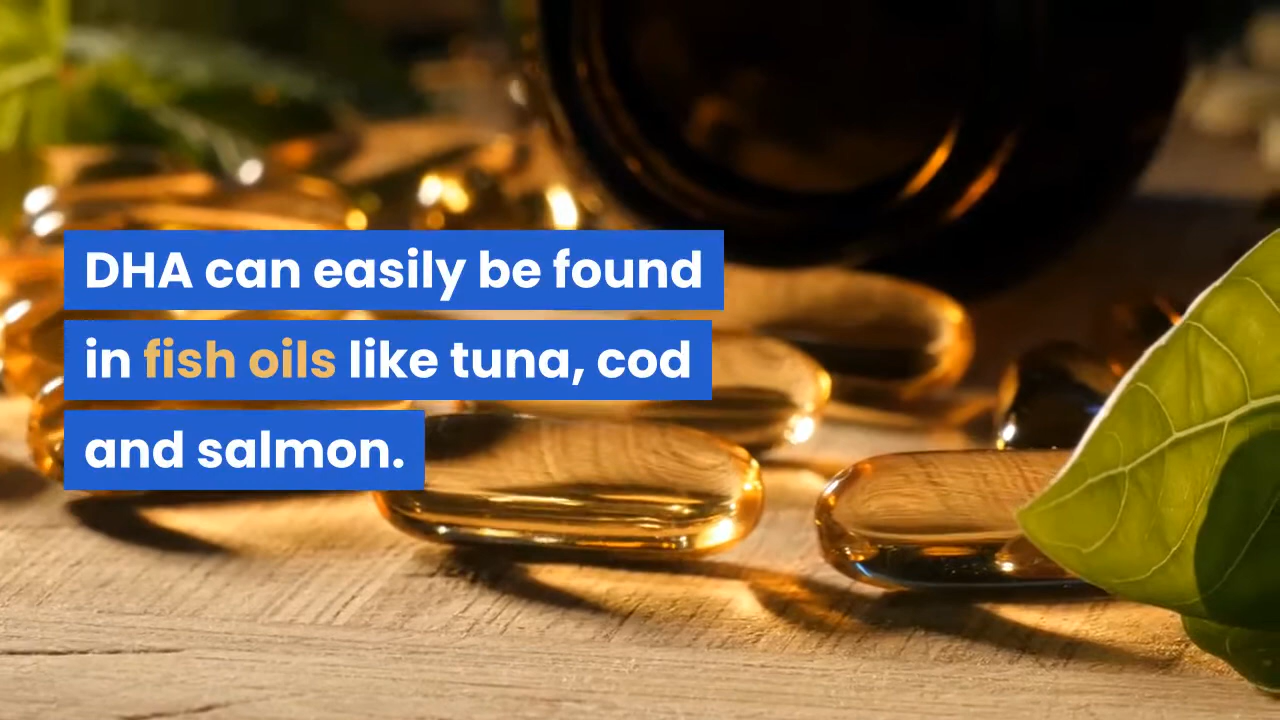 DHA can easily be found
in fish oils like tuna, cod
and salmon.